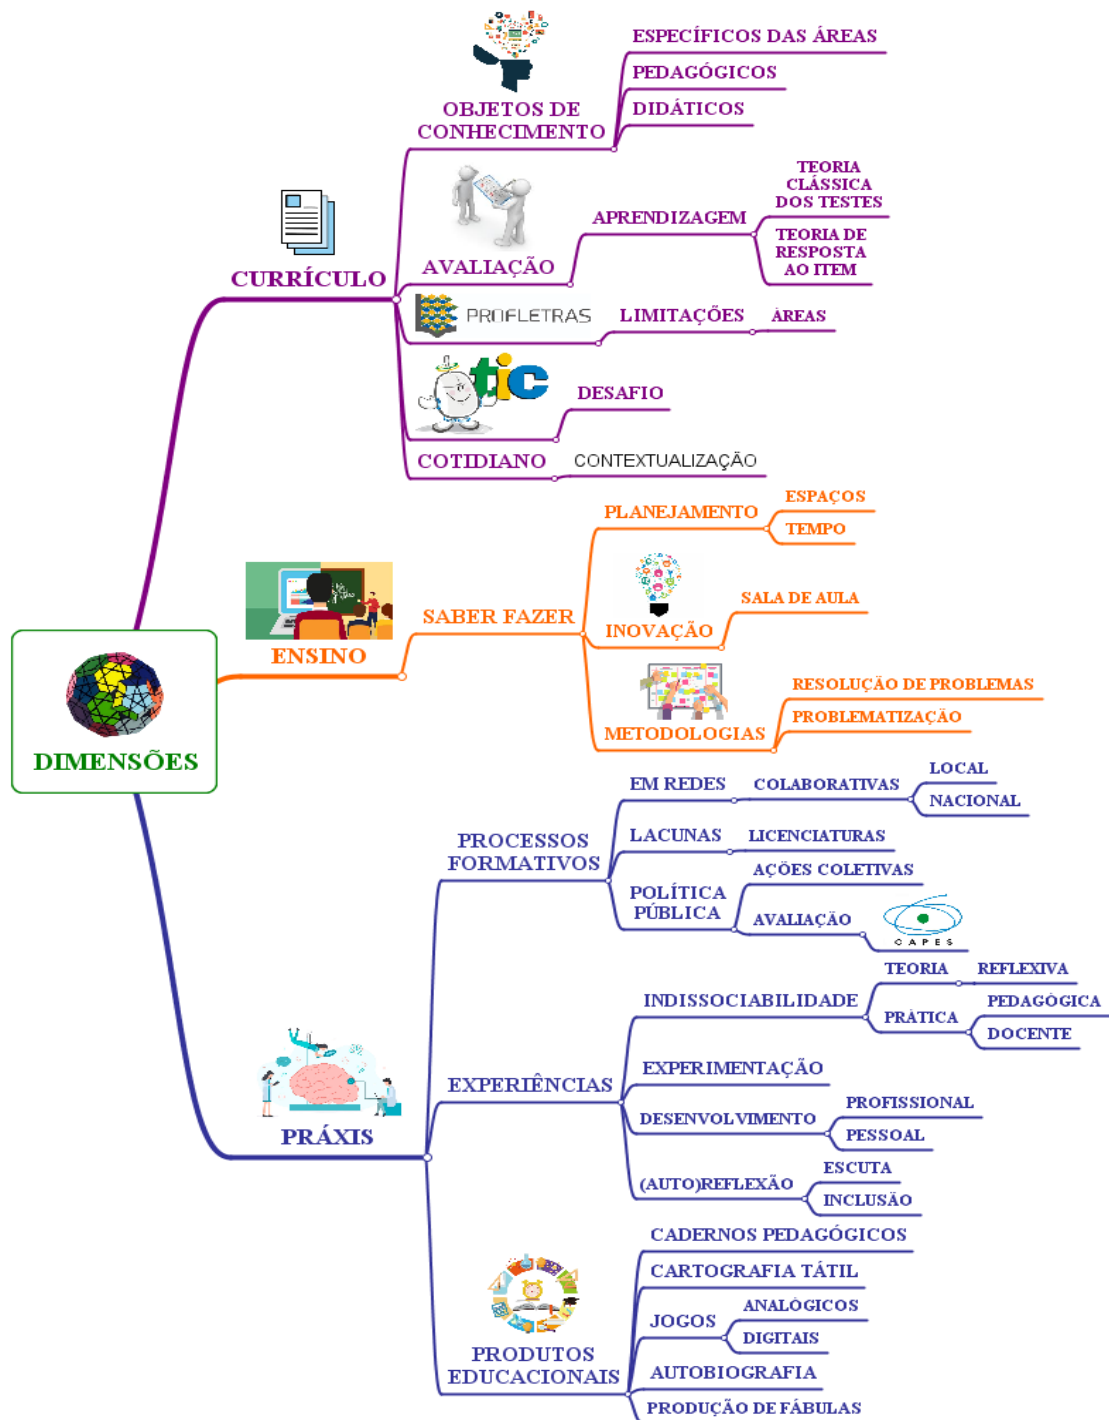 DIMENSÕES
CURRÍCULO
OBJETOS DE
CONHECIMENTO
ESPECÍFICOS DAS ÁREAS
PEDAGÓGICOS
DIDÁTICOS
AVALIAÇÃO
APRENDIZAGEM
TEORIA
CLÁSSICA
DOS TESTES
TEORIA DE
RESPOSTA
AO ITEM
PROFLETRAS
LIMITAÇÕES
ÁREAS
tic
DESAFIO
COTIDIANO
CONTEXTUALIZAÇÃO
ENSINO
SABER FAZER
PLANEJAMENTO
ESPAÇOS
TEMPO
INOVAÇÃO
SALA DE AULA
METODOLOGIAS
RESOLUÇÃO DE PROBLEMAS
PROBLEMATIZAÇÃO
PRÁXIS
PROCESSOS
FORMATIVOS
EM REDES
COLABORATIVAS
LOCAL
NACIONAL
LACUNAS
LICENCIATURAS
POLÍTICA
PÚBLICA
AÇÕES COLETIVAS
AVALIAÇÃO
CAPES
EXPERIÊNCIAS
INDISSOCIABILIDADE
TEORIA
REFLEXIVA
PRÁTICA
PEDAGÓGICA
DOCENTE
EXPERIMENTAÇÃO
DESENVOLVIMENTO
PROFISSIONAL
PESSOAL
(AUTO)REFLEXÃO
ESCUTA
INCLUSÃO
PRODUTOS
EDUCACIONAIS
CADERNOS PEDAGÓGICOS
CARTOGRAFIA TÁTIL
JOGOS
ANALÓGICOS
DIGITAIS
AUTOBIOGRAFIA
PRODUÇÃO DE FÁBULAS